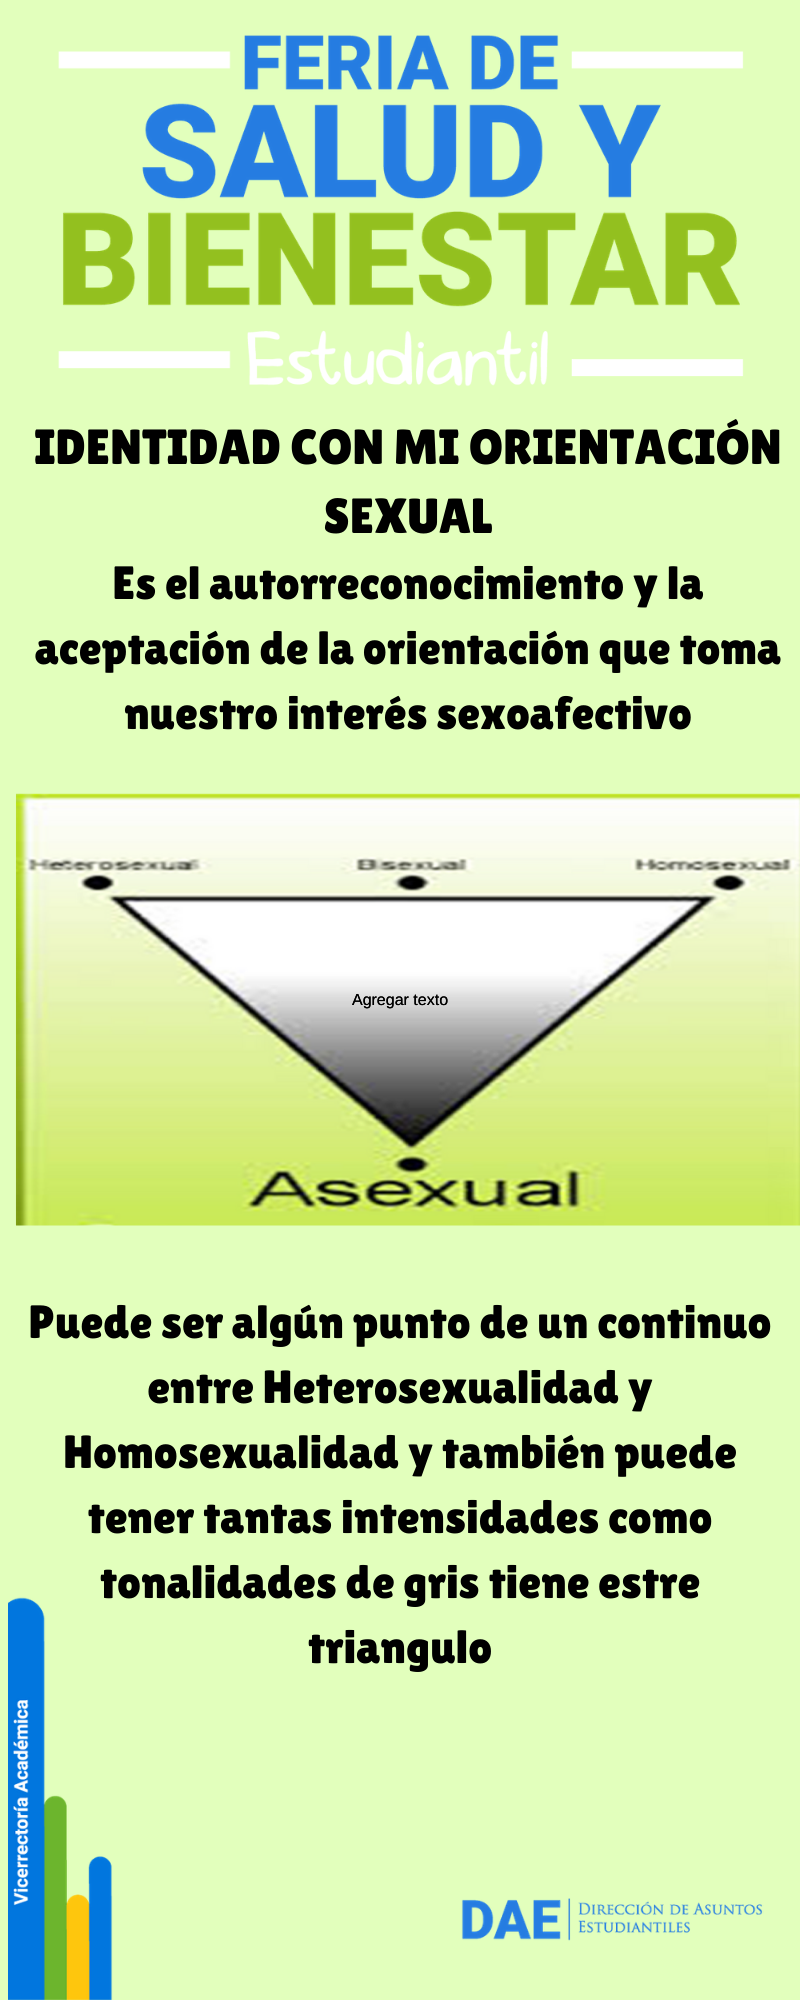 FERIA DE
SALUD Y
BIENESTAR
Estudiantil
IDENTIDAD CON MI ORIENTACIÓN
SEXUAL
Es el autorreconocimiento y la
aceptación de la orientación que toma
nuestro interés sexoafectivo
Heterosexual Bisexual Homosexual
Agregar texto
Asexual
Puede ser algún punto de un continuo
entre Heterosexualidad y
Homosexualidad y también puede
tener tantas intensidades como
tonalidades de gris tiene estre
triangulo
Vicerrectoría Académica
DAE DIRECCIÓN DE ASUNTOS
ESTUDIANTILES